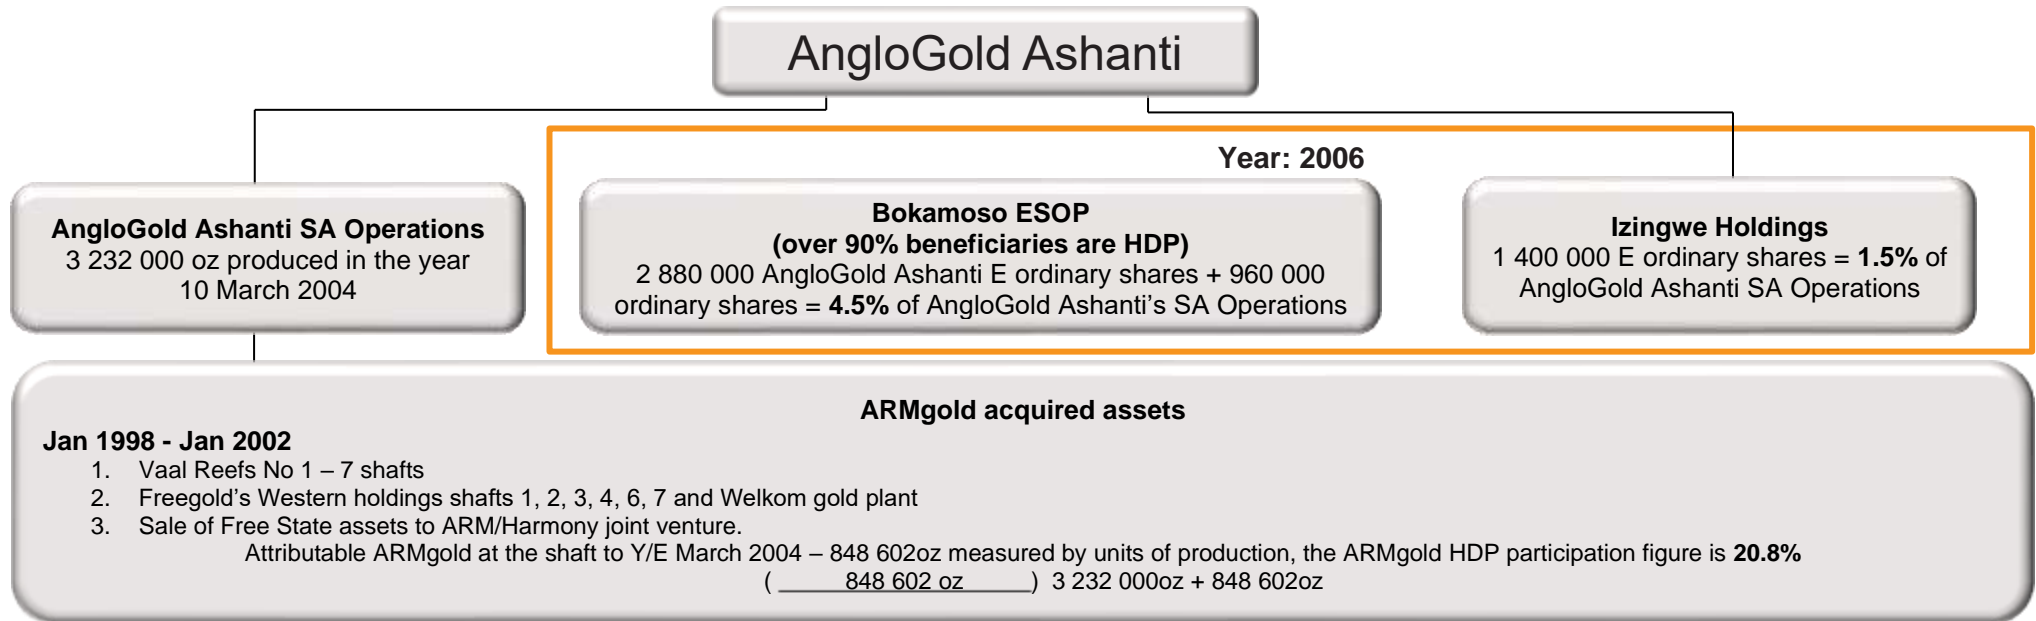 AngloGold Ashanti
Year: 2006
AngloGold Ashanti SA Operations
3 232 000 oz produced in the year
10 March 2004
Bokamoso ESOP
(over 90% beneficiaries are HDP)
2 880 000 AngloGold Ashanti E ordinary shares + 960 000
ordinary shares = 4.5% of AngloGold Ashanti’s SA Operations
Izingwe Holdings
1 400 000 E ordinary shares = 1.5% of
AngloGold Ashanti SA Operations
ARMgold acquired assets
Jan 1998 - Jan 2002
1. Vaal Reefs No 1 – 7 shafts
2. Freegold’s Western holdings shafts 1, 2, 3, 4, 6, 7 and Welkom gold plant
3. Sale of Free State assets to ARM/Harmony joint venture.
Attributable ARMgold at the shaft to Y/E March 2004 – 848 602oz measured by units of production, the ARMgold HDP participation figure is 20.8%
( 848 602 oz ) 3 232 000oz + 848 602oz